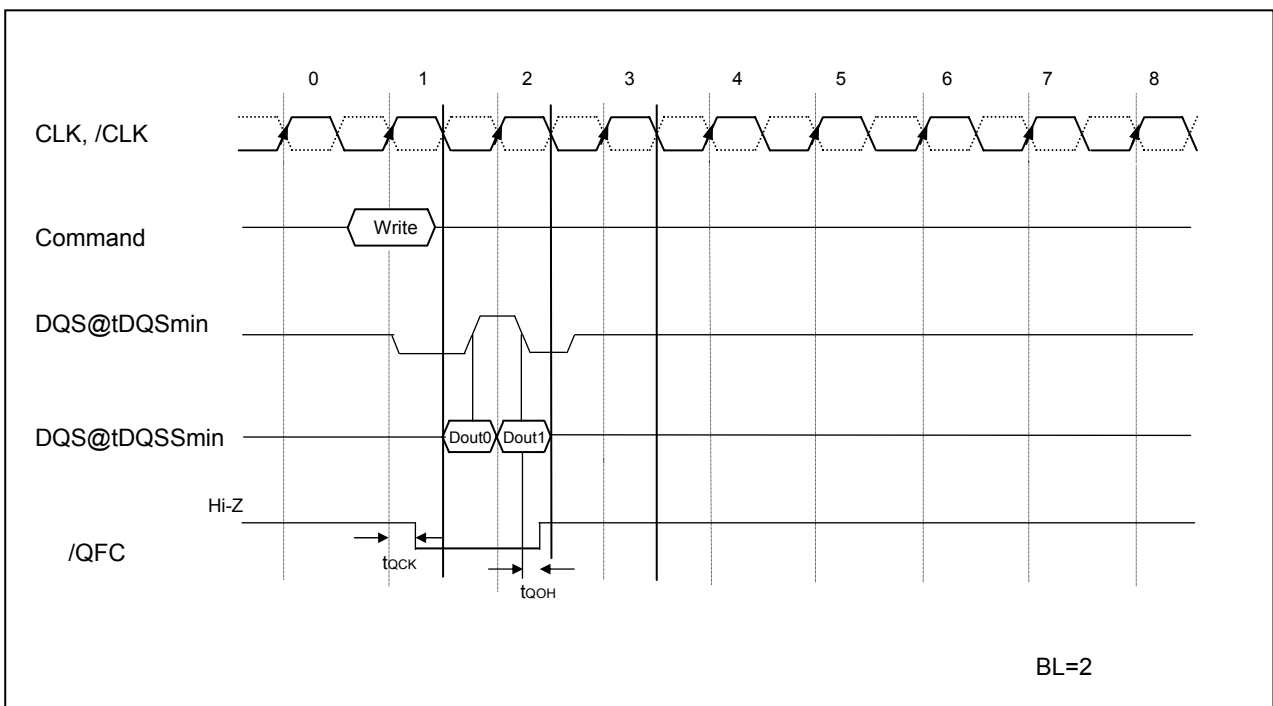 0 1 2 3 4 5 6 7 8
CLK, /CLK
Command
Write
DQS@tDQSmin
DQS@tDQSSmin
Dout0 Dout1
Hi-Z
/QFC
tQCK
tQOH
BL=2